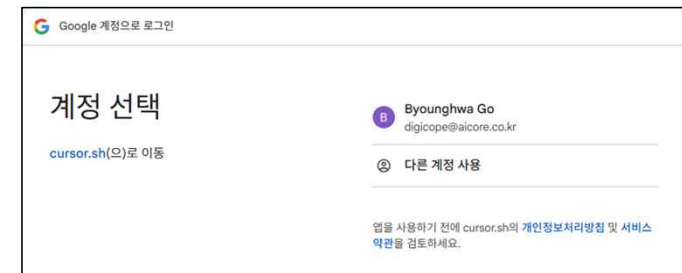 Google 계정으로 로그인
계정 선택
cursor.sh(으)로 이동
B
Byounghwa Go
digicope@aicore.co.kr
다른 계정 사용
앱을 사용하기 전에 cursor.sh의 개인정보처리방침 및 서비스
약관을 검토하세요.